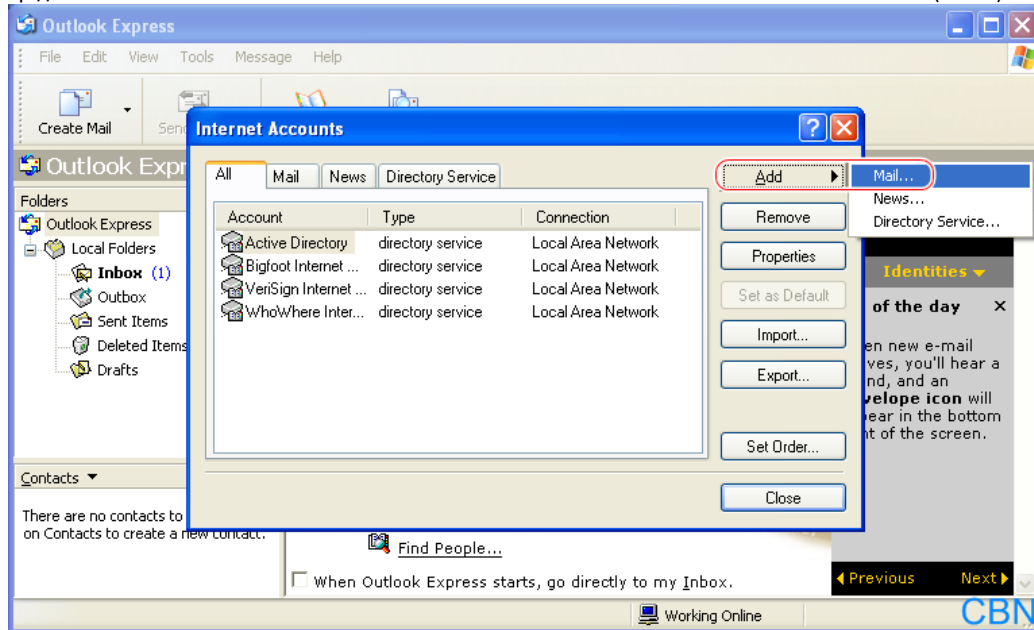 Outlook Express
File Edit View Tools Message Help
Create Mail
Outlook Expr
Folders
Outlook Express
Local Folders
Inbox (1)
Outbox
Sent Items
Deleted Items
Drafts
Contacts
There are no contacts to
on Contacts to create a new contact.
Internet Accounts
All Mail News Directory Service
Account Type Connection
Active Directory directory service Local Area Network
Bigfoot Internet ... directory service Local Area Network
VeriSign Internet ... directory service Local Area Network
WhoWhere Inter... directory service Local Area Network
Add
Remove
Properties
Set as Default
Import...
Export...
Set Order...
Close
Mail...
News...
Directory Service...
Identities
of the day X
en new e-mail
ves, you'll hear a
nd, and an
velope icon will
ear in the bottom
ht of the screen.
Find People...
When Outlook Express starts, go directly to my Inbox.
Previous Next
Working Online
CBN